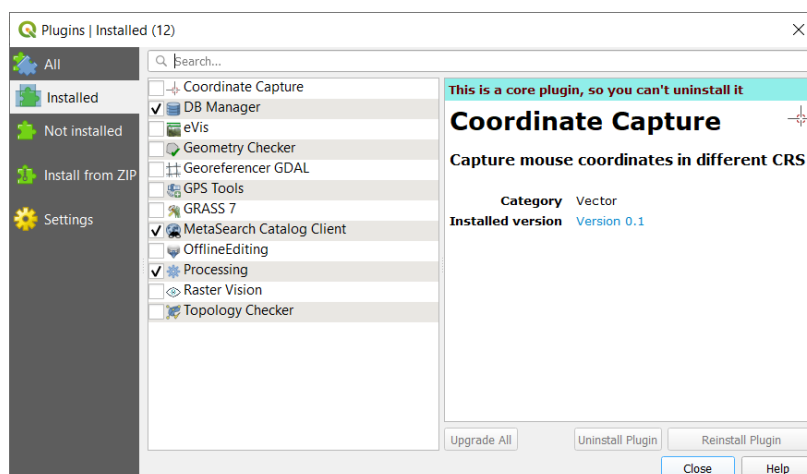 Plugins | Installed (12)
All
Installed
Not installed
Install from ZIP
Settings
Search...
Coordinate Capture
DB Manager
eVis
Geometry Checker
Georeferencer GDAL
GPS Tools
GRASS 7
MetaSearch Catalog Client
OfflineEditing
Processing
Raster Vision
Topology Checker
This is a core plugin, so you can't uninstall it
Coordinate Capture
Capture mouse coordinates in different CRS
Category Vector
Installed version Version 0.1
Upgrade All
Uninstall Plugin
Reinstall Plugin
Close
Help